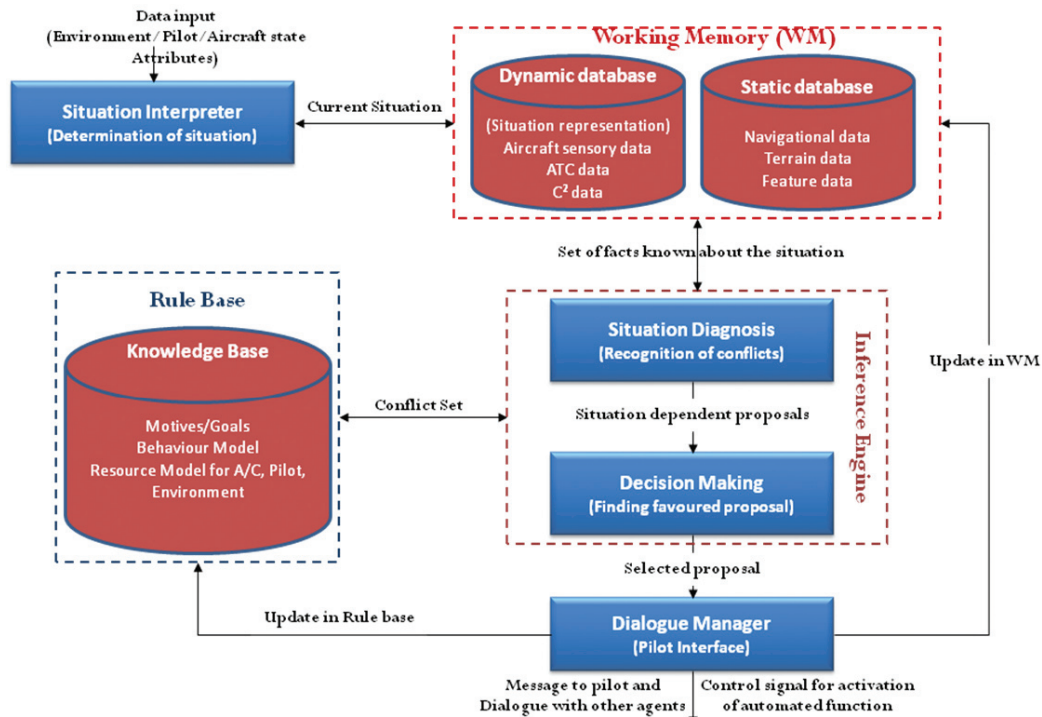 Data input
(Environment/ Pilot/Aircraft state
Attributes)
Situation Interpreter
(Determination of situation)
Current Situation
Working Memory (WM)
Dynamic database
(Situation representation)
Aircraft sensory data
ATC data
C² data
Static database
Navigational data
Terrain data
Feature data
Set of facts known about the situation
Rule Base
Knowledge Base
Motives/Goals
Behaviour Model
Resource Model for A/C, Pilot,
Environment
Conflict Set
Situation Diagnosis
(Recognition of conflicts)
Situation dependent proposals
Decision Making
(Finding favoured proposal)
Inference Engine
Update in WM
Selected proposal
Update in Rule base
Dialogue Manager
(Pilot Interface)
Message to pilot and
Dialogue with other agents
Control signal for activation
of automated function